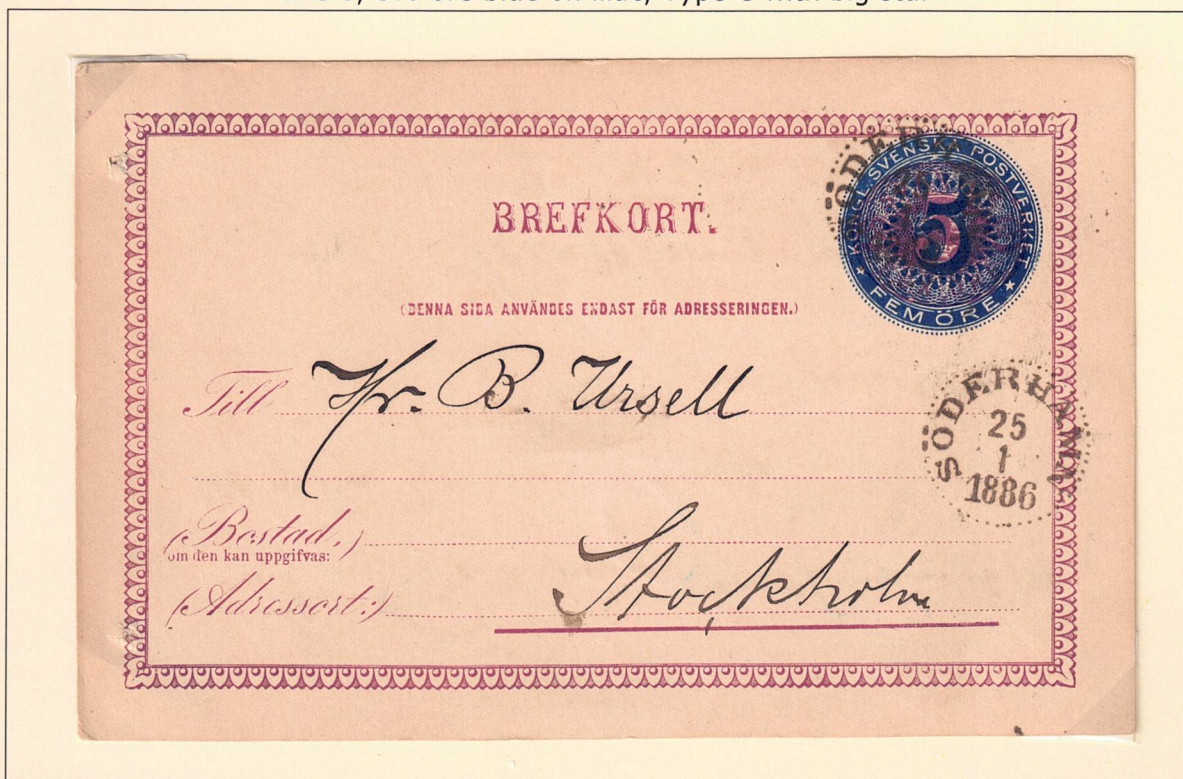 BREFKORT.
KONGL. SVENSKA POSTVERKET
5
FEM ÖRE
(DENNA SIDA ANVÄNDES ENDAST FÖR ADRESSERINGEN.)
Till Hr. B. Ursell
SÖDERHAMN
25
1
1886
(Bostad,)
om den kan uppgifvas:
(Adressort:) Stockholm